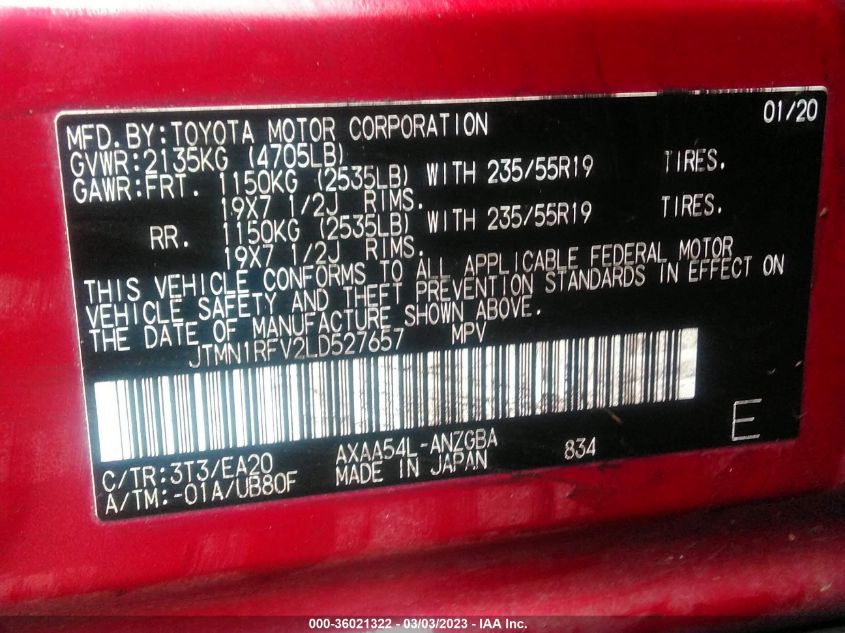 01/20
MFD.BY:TOYOTA MOTOR CORPORATION
GVWR:2135KG (4705LB)
GAWR:FRT. 1150KG (2535LB) WITH 235/55R19 TIRES.
19X7 1/2J RIMS.
RR. 1150KG (2535LB) WITH 235/55R19 TIRES.
19X7 1/2J RIMS.
THIS VEHICLE CONFORMS TO ALL APPLICABLE FEDERAL MOTOR
VEHICLE SAFETY AND THEFT PREVENTION STANDARDS IN EFFECT ON
THE DATE OF MANUFACTURE SHOWN ABOVE.
JTMN1RFV2LD527657 MPV
E
C/TR:3T3/EA20 AXAA54L-ANZGBA 834
A/TM:-01A/UB80F MADE IN JAPAN
000-36021322 - 03/03/2023 - IAA Inc.